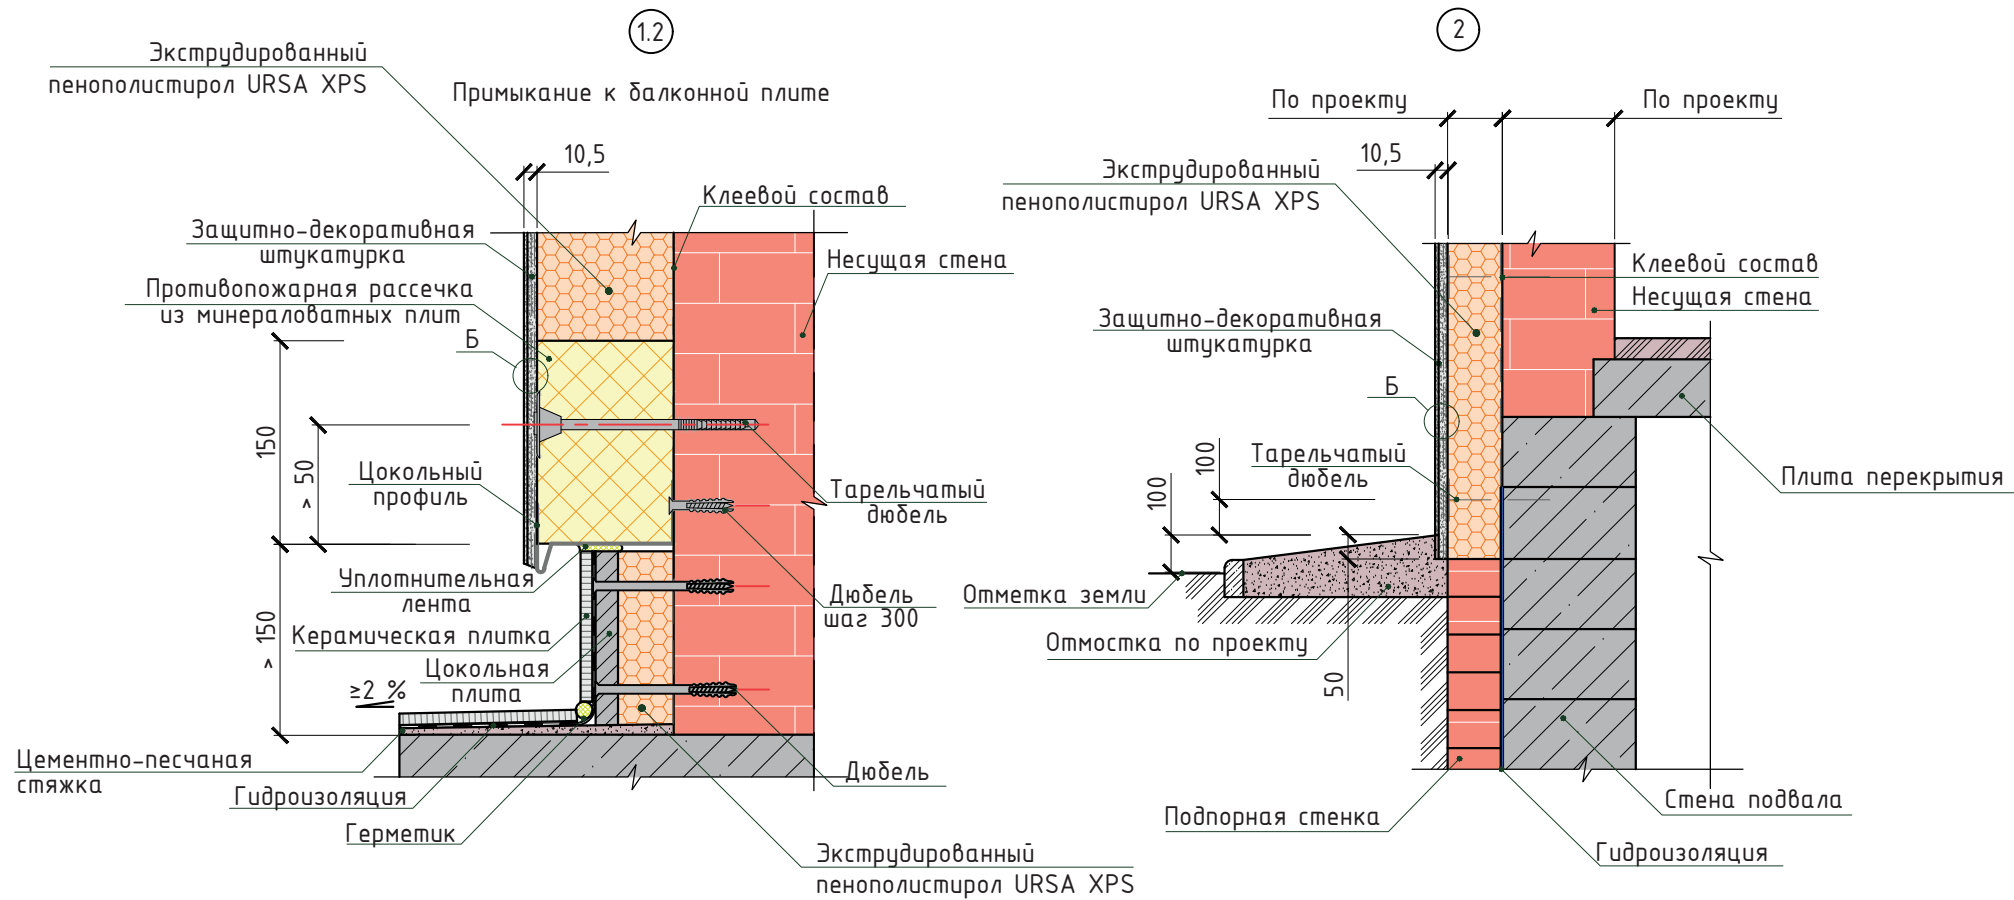 1.2
Экструдированный
пенополистирол URSA XPS
Примыкание к балконной плите
10,5
Клеевой состав
Защитно-декоративная
штукатурка
Несущая стена
Противопожарная рассечка
из минераловатных плит
Б
150
> 50
Цокольный
профиль
Тарельчатый
дюбель
Уплотнительная
лента
Дюбель
шаг 300
Керамическая плитка
> 150
Цокольная
плита
≥2 %
Цементно-песчаная
стяжка
Дюбель
Гидроизоляция
Герметик
Экструдированный
пенополистирол URSA XPS
2
По проекту
По проекту
10,5
Экструдированный
пенополистирол URSA XPS
Клеевой состав
Несущая стена
Защитно-декоративная
штукатурка
Б
Тарельчатый
дюбель
100
100
Плита перекрытия
Отметка земли
Отмостка по проекту
50
Стена подвала
Подпорная стенка
Гидроизоляция